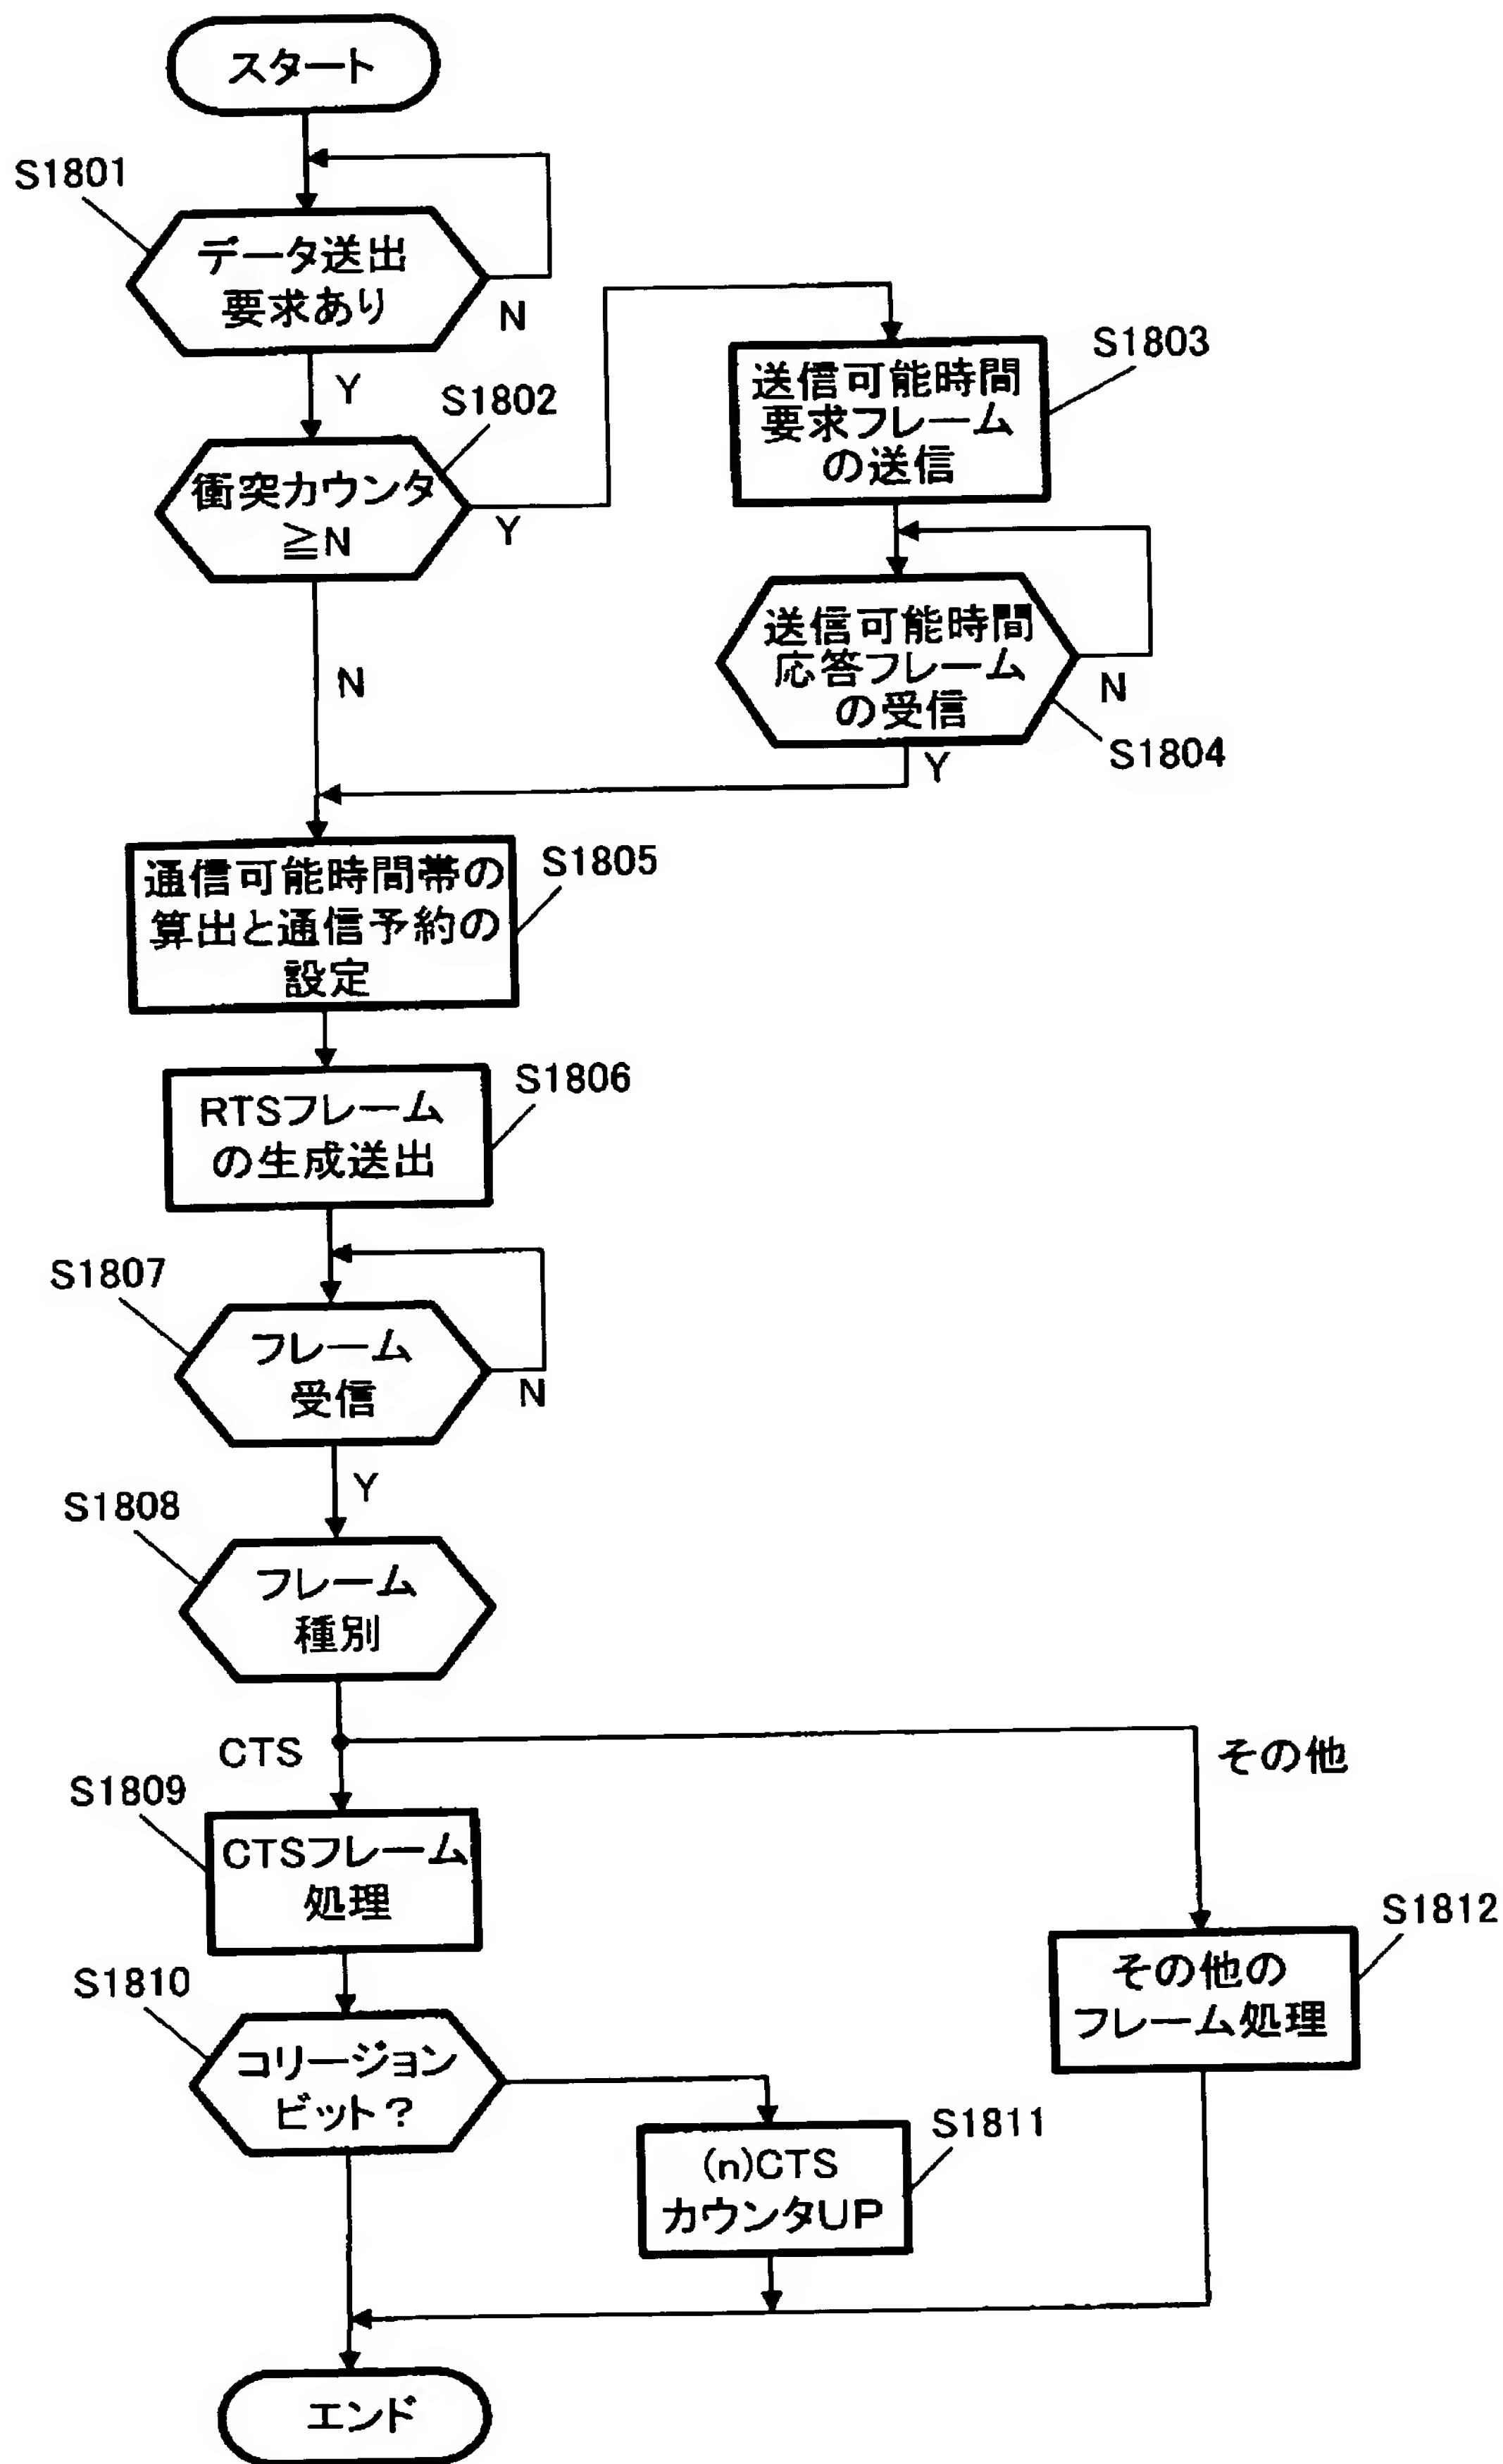 スタート
S1801
データ送出
要求あり
N
Y
S1802
衝突カウンタ
≧N
Y
N
S1803
送信可能時間
要求フレーム
の送信
送信可能時間
応答フレーム
の受信
N
S1804
Y
通信可能時間帯の
算出と通信予約の
設定
S1805
RTSフレーム
の生成送出
S1806
S1807
フレーム
受信
N
Y
S1808
フレーム
種別
CTS
その他
S1809
CTSフレーム
処理
S1812
その他の
フレーム処理
S1810
コリージョン
ビット?
S1811
(n)CTS
カウンタUP
エンド